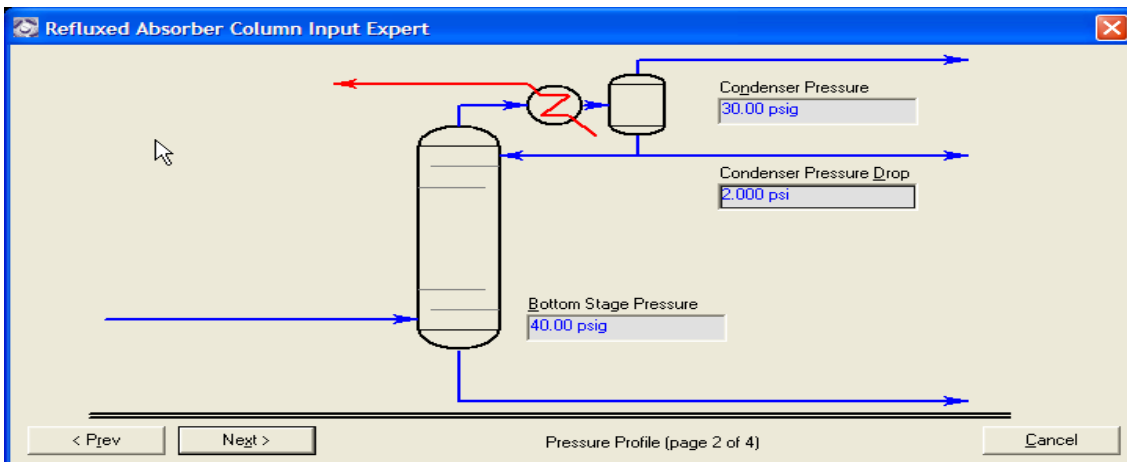 Refluxed Absorber Column Input Expert
Condenser Pressure
30.00 psig
Condenser Pressure Drop
2.000 psi
Bottom Stage Pressure
40.00 psig
< Prev
Next >
Pressure Profile (page 2 of 4)
Cancel